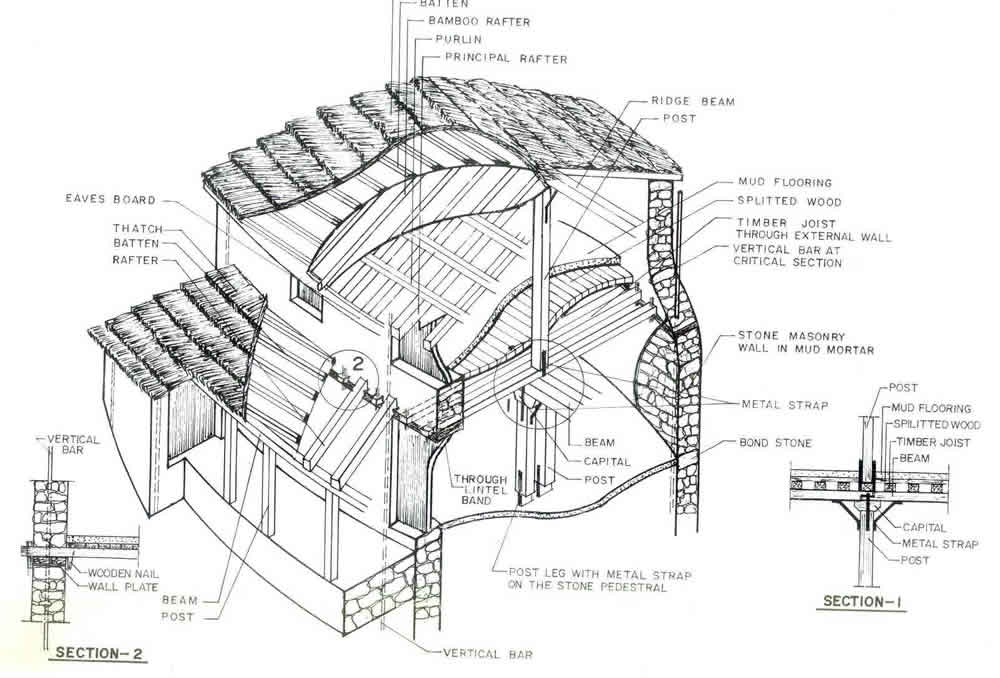 BATTEN
BAMBOO RAFTER
PURLIN
PRINCIPAL RAFTER
RIDGE BEAM
POST
EAVES BOARD
THATCH
BATTEN
RAFTER
MUD FLOORING
SPLITTED WOOD
TIMBER JOIST
THROUGH EXTERNAL WALL
VERTICAL BAR AT
CRITICAL SECTION
STONE MASONRY
WALL IN MUD MORTAR
METAL STRAP
BOND STONE
2
BEAM
CAPITAL
POST
THROUGH
LINTEL
BAND
POST LEG WITH METAL STRAP
ON THE STONE PEDESTRAL
VERTICAL BAR
BEAM
POST
VERTICAL
BAR
WOODEN NAIL
WALL PLATE
SECTION-2
POST
MUD FLOORING
SPILITTED WOOD
TIMBER JOIST
BEAM
CAPITAL
METAL STRAP
POST
SECTION-1